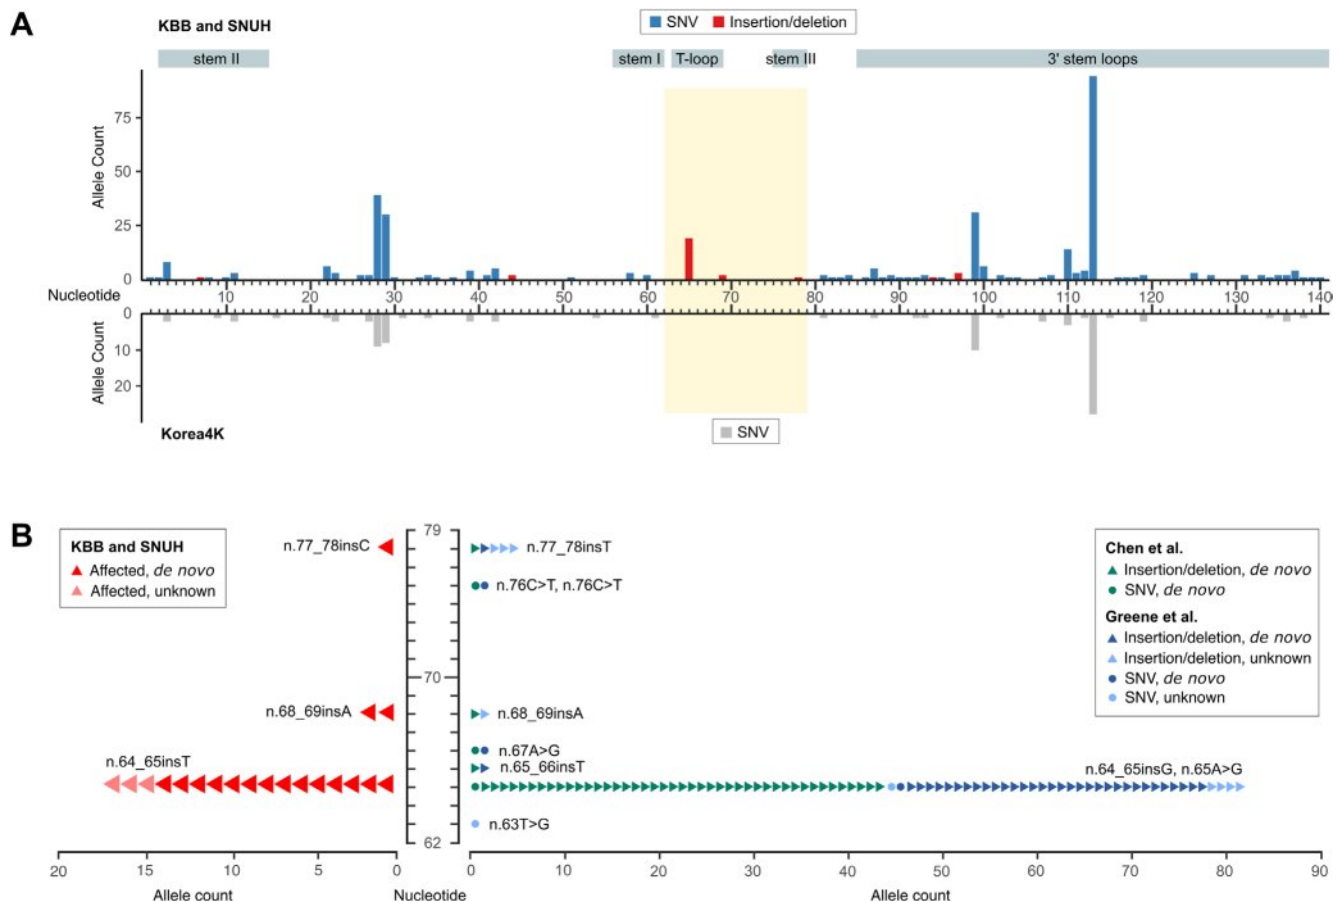 A
KBB and SNUH
SNV
Insertion/deletion
stem II
stem I
T-loop
stem III
3' stem loops
Allele Count
75
50
25
0
Nucleotide
10 20 30 40 50 60 70 80 90 100 110 120 130 140
Allele Count
0
10
20
Korea4K
SNV
B
KBB and SNUH
Affected, de novo
Affected, unknown
n.77_78insC
n.68_69insA
n.64_65insT
79
70
62
n.77_78insT
n.76C>T, n.76C>T
n.68_69insA
n.67A>G
n.65_66insT
n.64_65insG, n.65A>G
n.63T>G
Chen et al.
Insertion/deletion, de novo
SNV, de novo
Greene et al.
Insertion/deletion, de novo
Insertion/deletion, unknown
SNV, de novo
SNV, unknown
20 15 10 5 0
0 10 20 30 40 50 60 70 80 90
Allele count
Nucleotide
Allele count